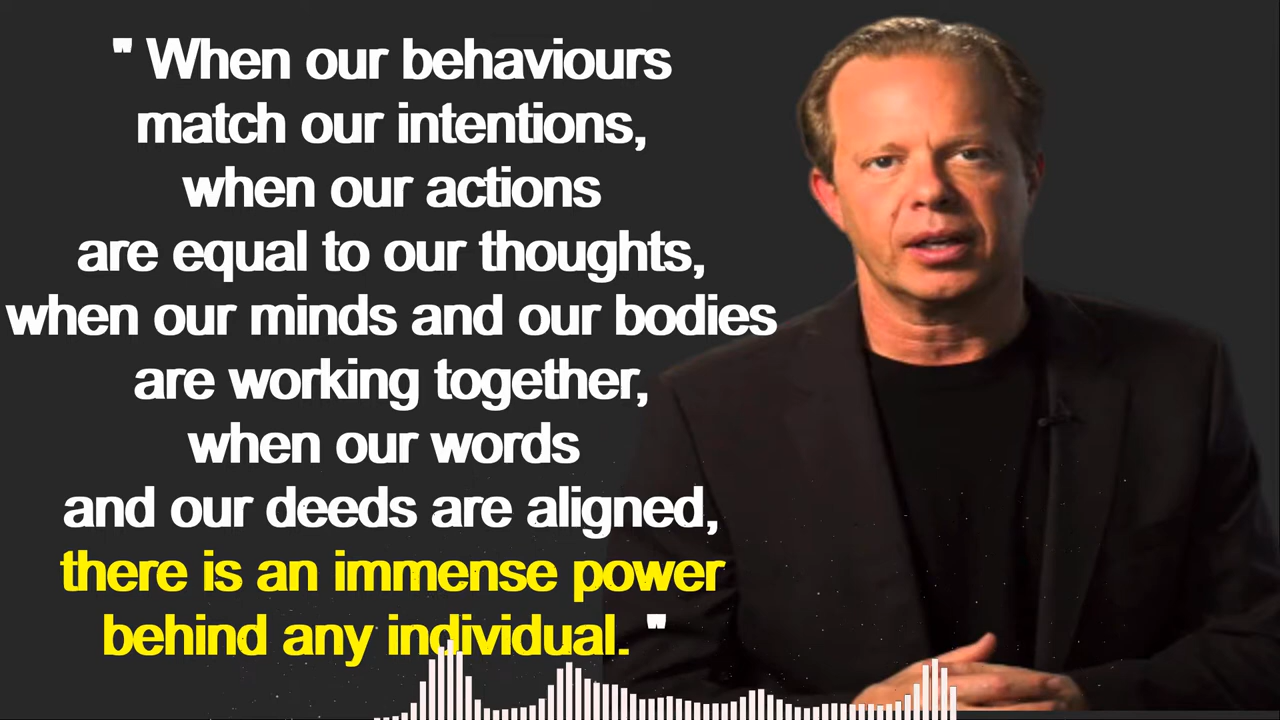 " When our behaviours
match our intentions,
when our actions
are equal to our thoughts,
when our minds and our bodies
are working together,
when our words
and our deeds are aligned,
there is an immense power
behind any individual. "